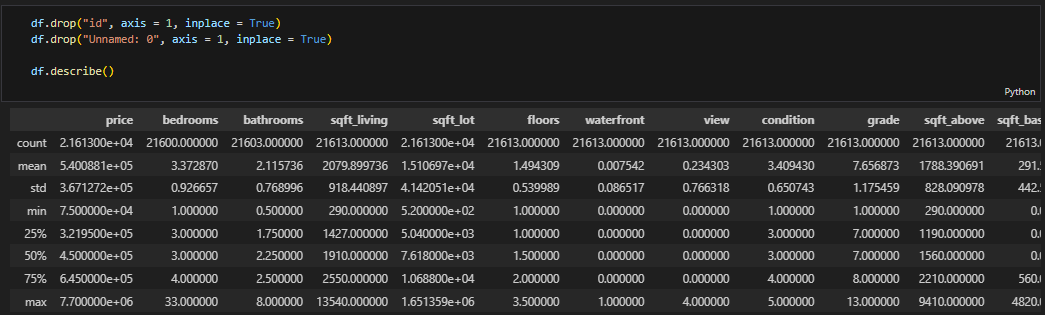 df.drop("id", axis = 1, inplace = True)
df.drop("Unnamed: 0", axis = 1, inplace = True)
df.describe()
Python
price bedrooms bathrooms sqft_living sqft_lot floors waterfront view condition grade sqft_above sqft_bas
count 2.161300e+04 21600.000000 21603.000000 21613.000000 2.161300e+04 21613.000000 21613.000000 21613.000000 21613.000000 21613.000000 21613.000000 21613.0
mean 5.400881e+05 3.372870 2.115736 2079.899736 1.510697e+04 1.494309 0.007542 0.234303 3.409430 7.656873 1788.390691 291.
std 3.671272e+05 0.926657 0.768996 918.440897 4.142051e+04 0.539989 0.086517 0.766318 0.650743 1.175459 828.090978 442.
min 7.500000e+04 1.000000 0.500000 290.000000 5.200000e+02 1.000000 0.000000 0.000000 1.000000 1.000000 290.000000 0.0
25% 3.219500e+05 3.000000 1.750000 1427.000000 5.040000e+03 1.000000 0.000000 0.000000 3.000000 7.000000 1190.000000 0.0
50% 4.500000e+05 3.000000 2.250000 1910.000000 7.618000e+03 1.500000 0.000000 0.000000 3.000000 7.000000 1560.000000 0.0
75% 6.450000e+05 4.000000 2.500000 2550.000000 1.068800e+04 2.000000 0.000000 0.000000 4.000000 8.000000 2210.000000 560.0
max 7.700000e+06 33.000000 8.000000 13540.000000 1.651359e+06 3.500000 1.000000 4.000000 5.000000 13.000000 9410.000000 4820.0